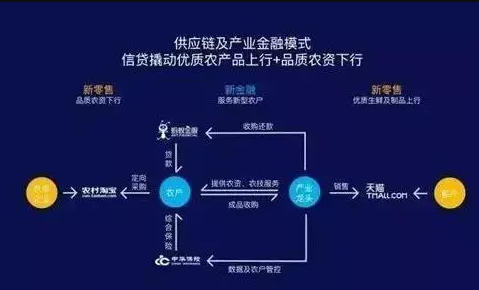 供应链及产业金融模式
信贷撬动优质农产品上行+品质农资下行
新零售
品质农资下行
新金融
服务新型农户
新零售
优质生鲜及制品上行
蚂蚁金服
收购还款
贷款
农村淘宝
定向采购
农户
提供农资、农技服务
成品收购
产业龙头
销售
天猫
TMALL.COM
综合保险
中华保险
数据及农户管控